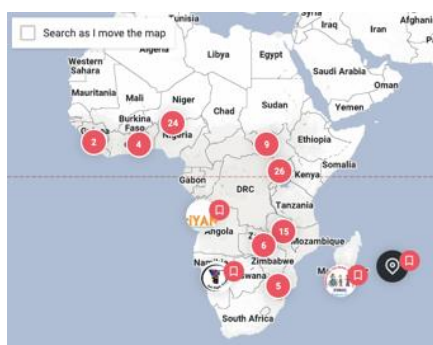 Tunisia
Search as I move the map
Iraq
Iran
Afghani
Algeria
Libya
Egypt
Western
Sahara
Saudi Arabia
Oman
Mauritania
Mali
Niger
Chad
Sudan
Yemen
Burkina
Faso
24
2
4
9
Ethiopia
Nigeria
Somalia
26
Kenya
Gabon
DRC
Tanzania
IYAN
Angola
15
6
Mozambique
Zimbabwe
5
South Africa